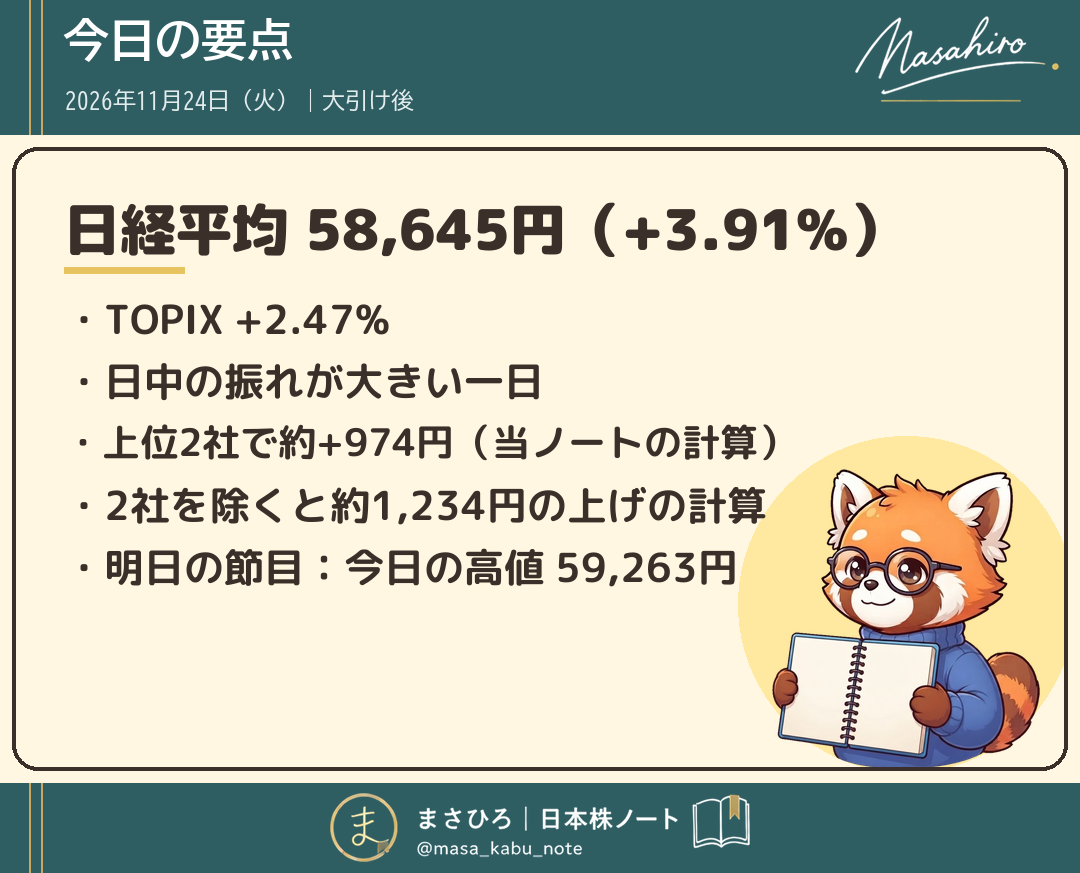 今日の要点
Masahiro
2026年11月24日（火）｜大引け後
日経平均 58,645円（+3.91%）
・TOPIX +2.47%
・日中の振れが大きい一日
・上位2社で約+974円（当ノートの計算）
・2社を除くと約1,234円の上げの計算
・明日の節目：今日の高値 59,263円
ま
まさひろ｜日本株ノート
@masa_kabu_note